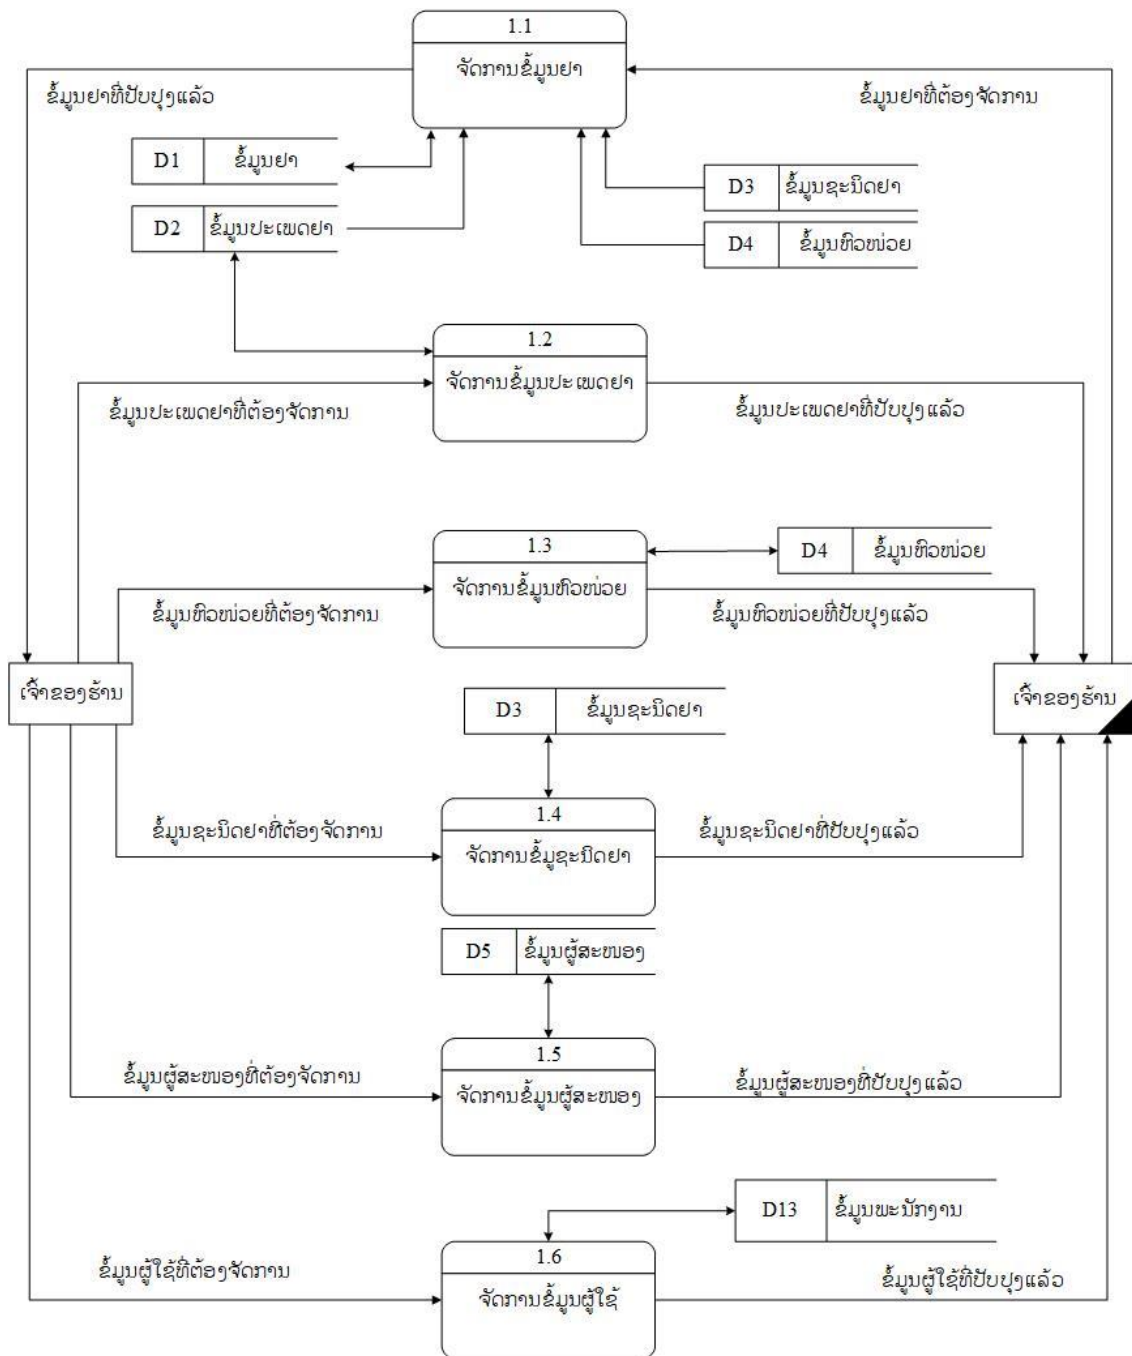 1.1
ຈັດການຂໍ້ມູນຢາ
ຂໍ້ມູນຢາທີ່ປັບປຸງແລ້ວ
ຂໍ້ມູນຢາທີ່ຕ້ອງຈັດການ
D1 ຂໍ້ມູນຢາ
D3 ຂໍ້ມູນຊະນິດຢາ
D2 ຂໍ້ມູນປະເພດຢາ
D4 ຂໍ້ມູນຫົວໜ່ວຍ
1.2
ຈັດການຂໍ້ມູນປະເພດຢາ
ຂໍ້ມູນປະເພດຢາທີ່ຕ້ອງຈັດການ
ຂໍ້ມູນປະເພດຢາທີ່ປັບປຸງແລ້ວ
1.3
D4 ຂໍ້ມູນຫົວໜ່ວຍ
ຈັດການຂໍ້ມູນຫົວໜ່ວຍ
ຂໍ້ມູນຫົວໜ່ວຍທີ່ຕ້ອງຈັດການ
ຂໍ້ມູນຫົວໜ່ວຍທີ່ປັບປຸງແລ້ວ
ເຈົ້າຂອງຮ້ານ
ເຈົ້າຂອງຮ້ານ
D3 ຂໍ້ມູນຊະນິດຢາ
1.4
ຈັດການຂໍ້ມູຊະນິດຢາ
ຂໍ້ມູນຊະນິດຢາທີ່ຕ້ອງຈັດການ
ຂໍ້ມູນຊະນິດຢາທີ່ປັບປຸງແລ້ວ
D5 ຂໍ້ມູນຜູ້ສະໜອງ
1.5
ຈັດການຂໍ້ມູນຜູ້ສະໜອງ
ຂໍ້ມູນຜູ້ສະໜອງທີ່ຕ້ອງຈັດການ
ຂໍ້ມູນຜູ້ສະໜອງທີ່ປັບປຸງແລ້ວ
D13 ຂໍ້ມູນພະນັກງານ
1.6
ຈັດການຂໍ້ມູນຜູ້ໃຊ້
ຂໍ້ມູນຜູ້ໃຊ້ທີ່ຕ້ອງຈັດການ
ຂໍ້ມູນຜູ້ໃຊ້ທີ່ປັບປຸງແລ້ວ